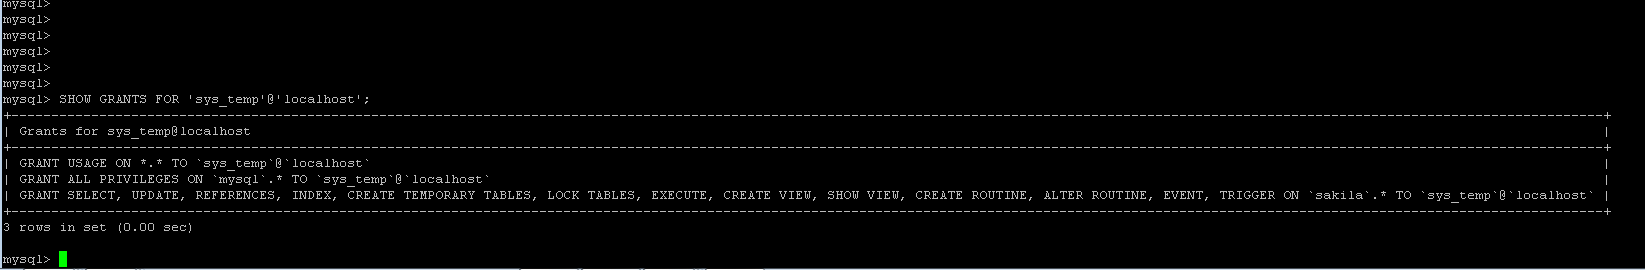 mysql>
mysql>
mysql>
mysql>
mysql>
mysql>
mysql> SHOW GRANTS FOR 'sys_temp'@'localhost';
| Grants for sys_temp@localhost |
| GRANT USAGE ON *.* TO `sys_temp`@`localhost` |
| GRANT ALL PRIVILEGES ON `mysql`.* TO `sys_temp`@`localhost` |
| GRANT SELECT, UPDATE, REFERENCES, INDEX, CREATE TEMPORARY TABLES, LOCK TABLES, EXECUTE, CREATE VIEW, SHOW VIEW, CREATE ROUTINE, ALTER ROUTINE, EVENT, TRIGGER ON `sakila`.* TO `sys_temp`@`localhost` |
3 rows in set (0.00 sec)
mysql>